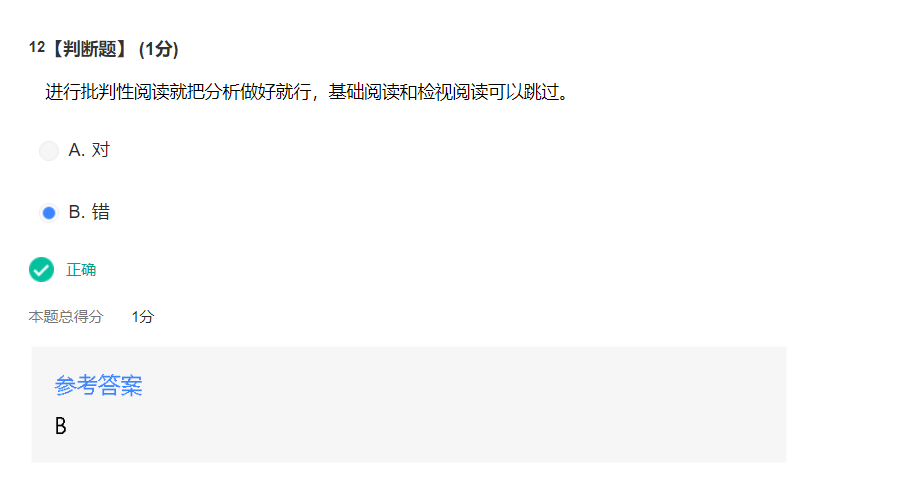 12【判断题】 (1分)
进行批判性阅读就把分析做好就行，基础阅读和检视阅读可以跳过。
A. 对
B. 错
正确
本题总得分 1分
参考答案
B